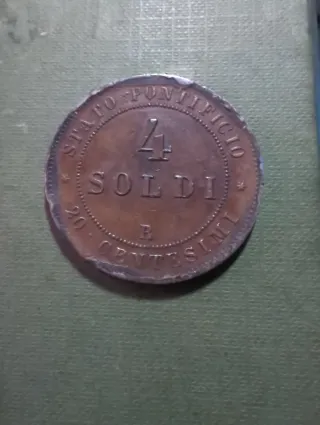 STATO PONTIFICIO
4
SOLDI
R
20 CENTESIMI